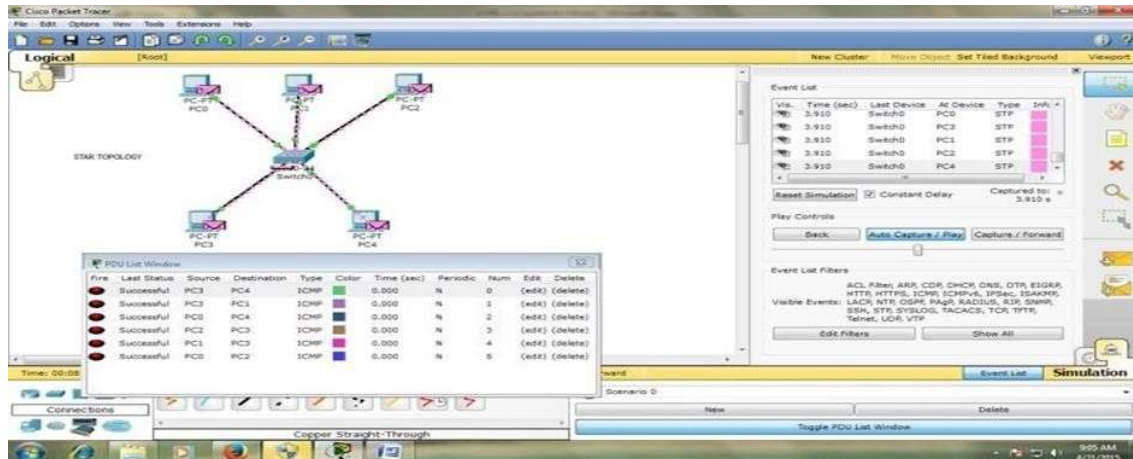 Cisco Packet Tracer
File Edit Options View Tools Extensions Help
Logical [Root] New Cluster Move Object Set Tiled Background Viewport
PC-PT PC0
PC-PT PC1
PC-PT PC2
STAR TOPOLOGY
Switch0
PC-PT PC3
PC-PT PC4
Event List
Vis. Time (sec) Last Device At Device Type Info
3.910 Switch0 PC0 STP
3.910 Switch0 PC3 STP
3.910 Switch0 PC1 STP
3.910 Switch0 PC2 STP
3.910 Switch0 PC4 STP
Reset Simulation Constant Delay Captured to:
3.910 s
Play Controls
Back Auto Capture / Play Capture / Forward
Event List Filters
Visible Events:
ACL Filter, ARP, CDP, DHCP, DNS, DTP, EIGRP,
HTTP, HTTPS, ICMP, ICMPv6, IPSec, ISAKMP,
LACP, NTP, OSPF, PAgP, RADIUS, RIP, SNMP,
SSH, STP, SYSLOG, TACACS, TCP, TFTP,
Telnet, UDP, VTP
Edit Filters Show All
PDU List Window
Fire Last Status Source Destination Type Color Time (sec) Periodic Num Edit Delete
Successful PC3 PC4 ICMP 0.000 N 0 (edit) (delete)
Successful PC3 PC1 ICMP 0.000 N 1 (edit) (delete)
Successful PC0 PC4 ICMP 0.000 N 2 (edit) (delete)
Successful PC2 PC3 ICMP 0.000 N 3 (edit) (delete)
Successful PC1 PC3 ICMP 0.000 N 4 (edit) (delete)
Successful PC0 PC2 ICMP 0.000 N 5 (edit) (delete)
Time: 00:08 ward Event List Simulation
Scenario 0
Connections
New Delete
Toggle PDU List Window
Copper Straight-Through
9:05 AM
4/21/2015